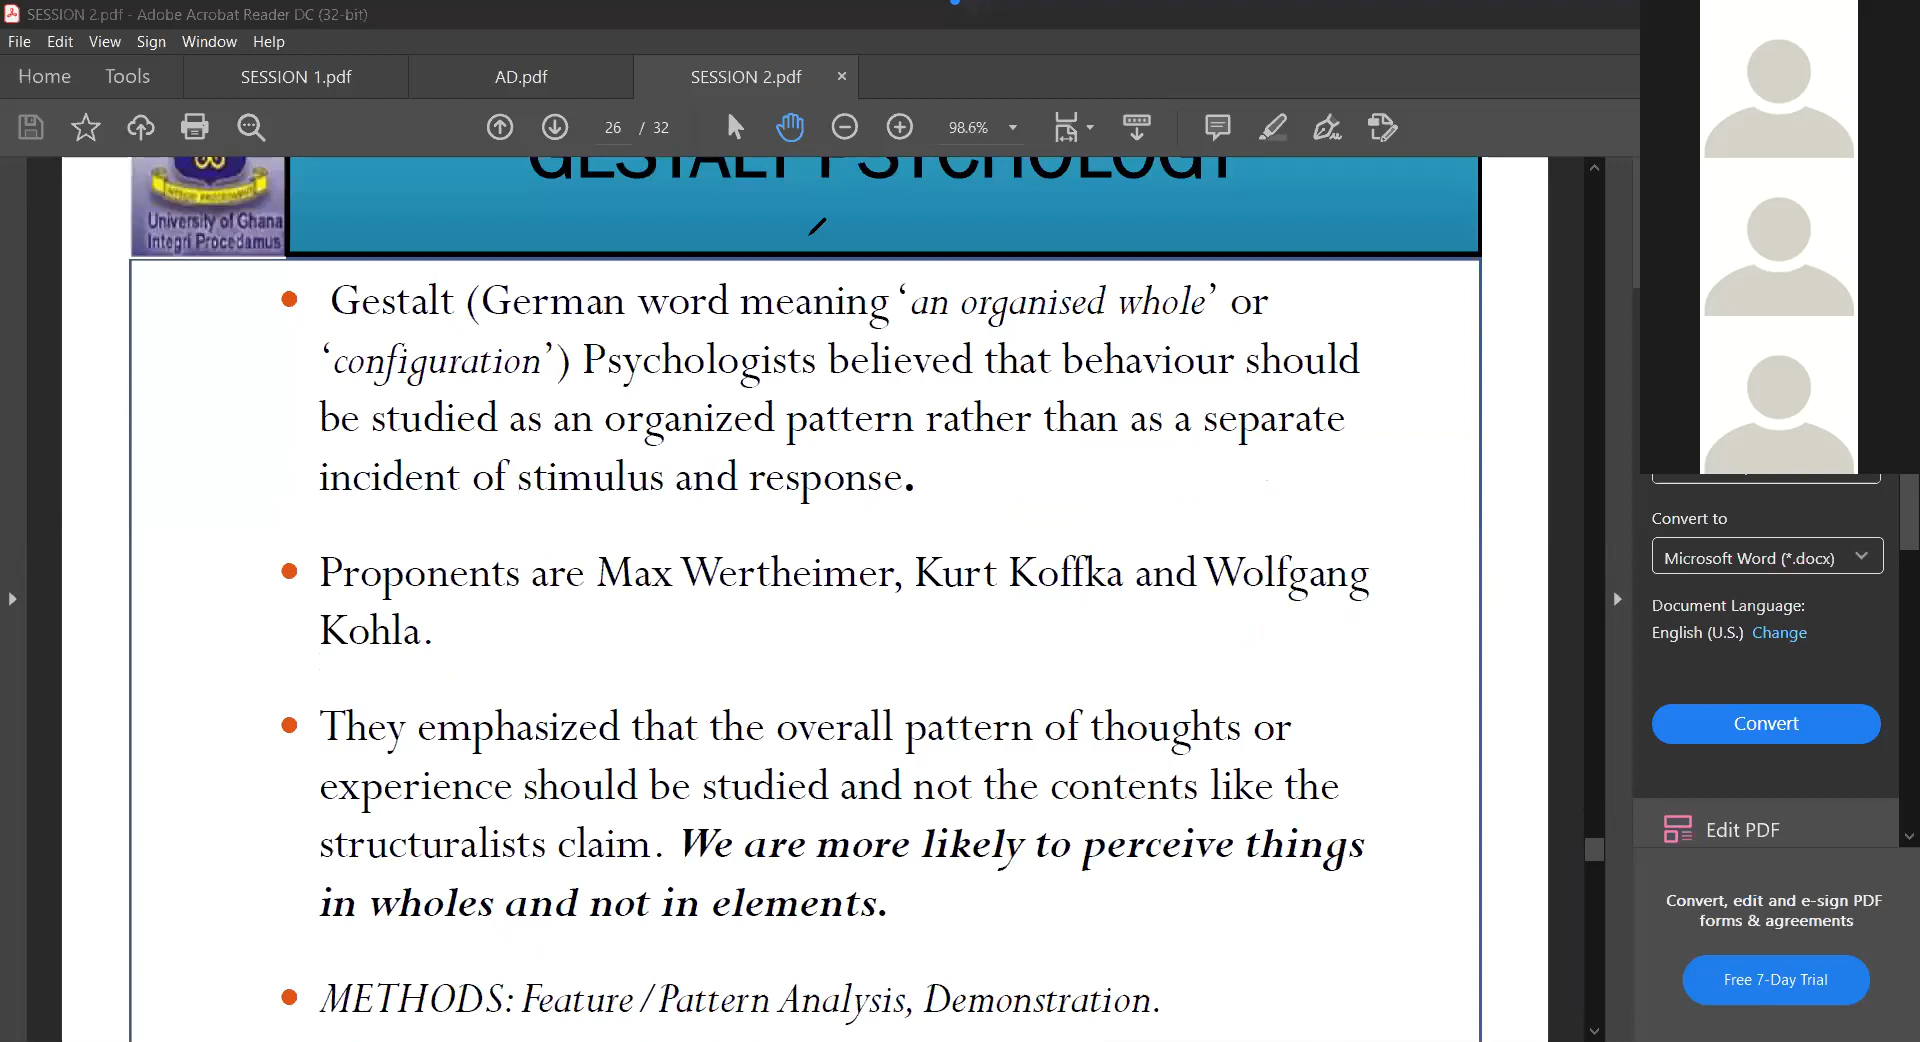 SESSION 2.pdf - Adobe Acrobat Reader DC (32-bit)
File Edit View Sign Window Help
Home Tools SESSION 1.pdf AD.pdf SESSION 2.pdf ×
26 / 32 98.6%
GESTALT PSYCHOLOGY
University of Ghana
Integri Procedamus
• Gestalt (German word meaning ‘an organised whole’ or
‘configuration’) Psychologists believed that behaviour should
be studied as an organized pattern rather than as a separate
incident of stimulus and response.
• Proponents are Max Wertheimer, Kurt Koffka and Wolfgang
Kohla.
• They emphasized that the overall pattern of thoughts or
experience should be studied and not the contents like the
structuralists claim. We are more likely to perceive things
in wholes and not in elements.
• METHODS: Feature/Pattern Analysis, Demonstration.
Convert to
Microsoft Word (*.docx)
Document Language:
English (U.S.) Change
Convert
Edit PDF
Convert, edit and e-sign PDF
forms & agreements
Free 7-Day Trial